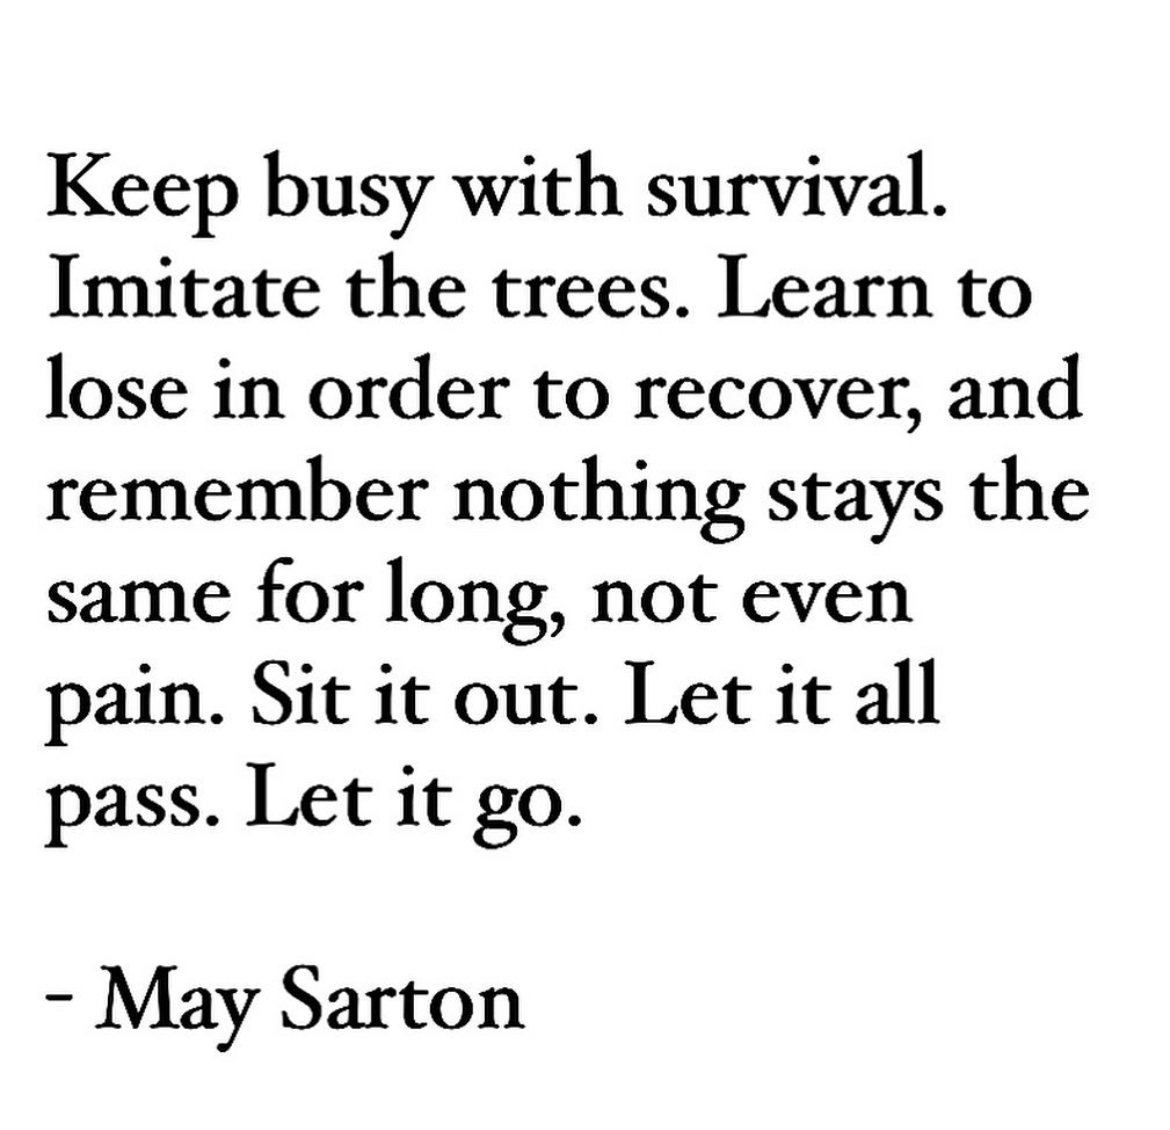 Keep busy with survival.
Imitate the trees. Learn to
lose in order to recover, and
remember nothing stays the
same for long, not even
pain. Sit it out. Let it all
pass. Let it go.
- May Sarton